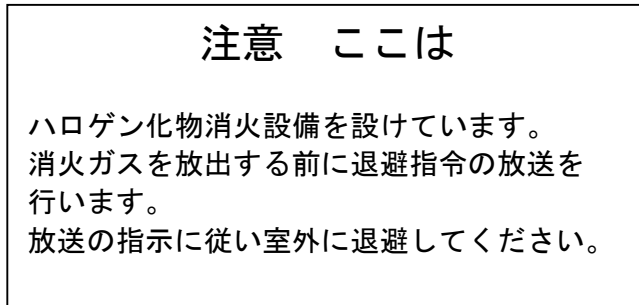 注意　ここは
ハロゲン化物消火設備を設けています。
消火ガスを放出する前に退避指令の放送を
行います。
放送の指示に従い室外に退避してください。